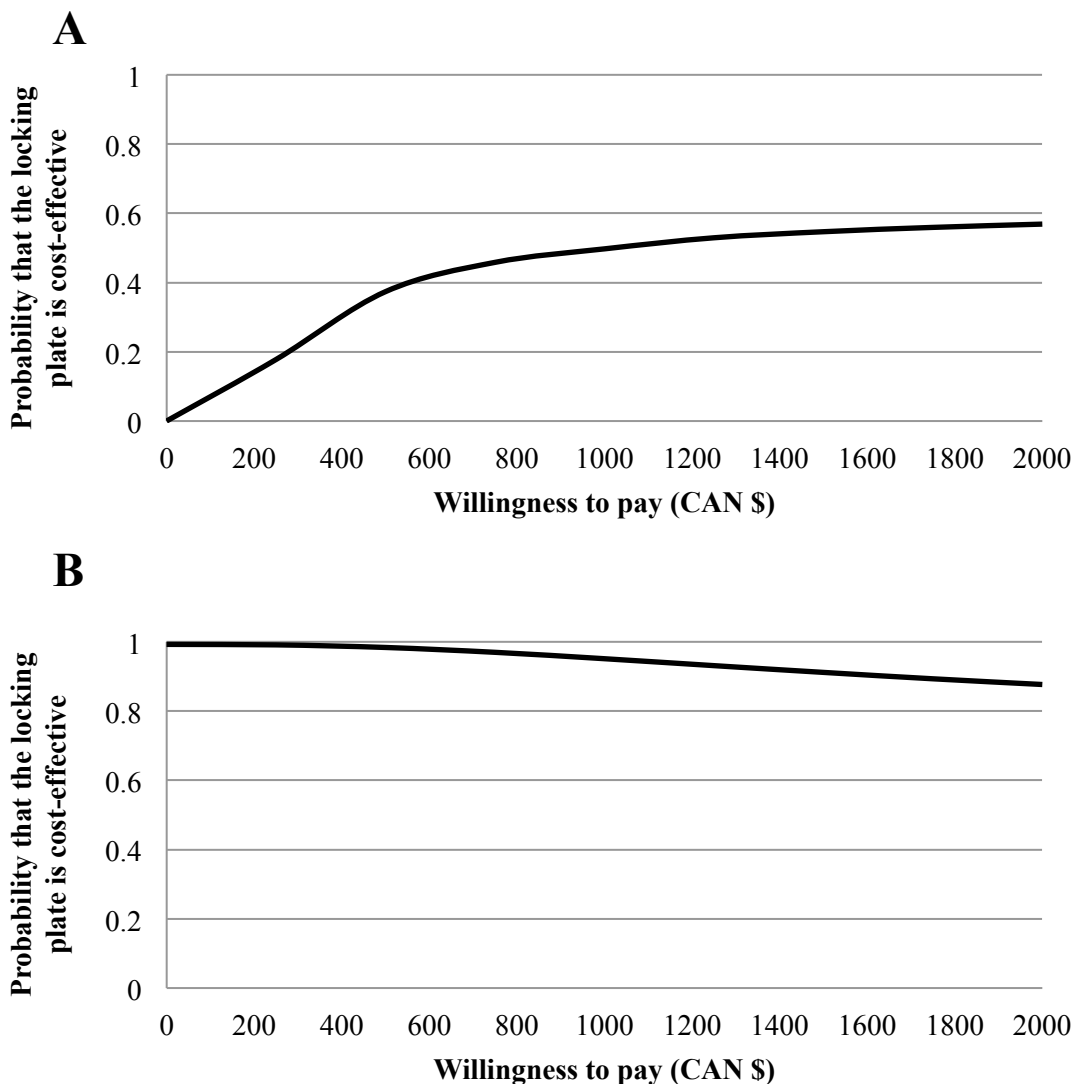 A
Probability that the locking
plate is cost-effective
1
0.8
0.6
0.4
0.2
0
0 200 400 600 800 1000 1200 1400 1600 1800 2000
Willingness to pay (CAN $)
B
Probability that the locking
plate is cost-effective
1
0.8
0.6
0.4
0.2
0
0 200 400 600 800 1000 1200 1400 1600 1800 2000
Willingness to pay (CAN $)